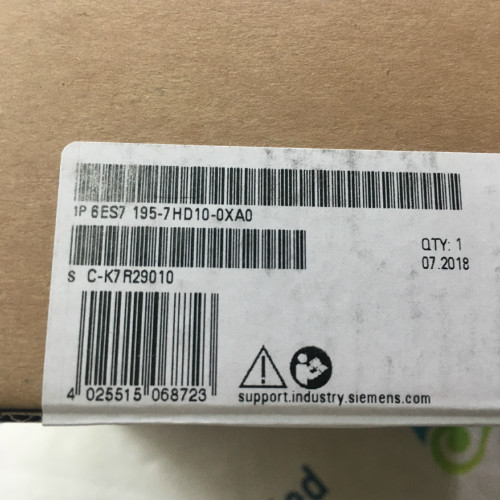 1P 6ES7 195-7HD10-0XA0
QTY: 1
07.2018
S C-K7R29010
4 025515 068723
support.industry.siemens.com